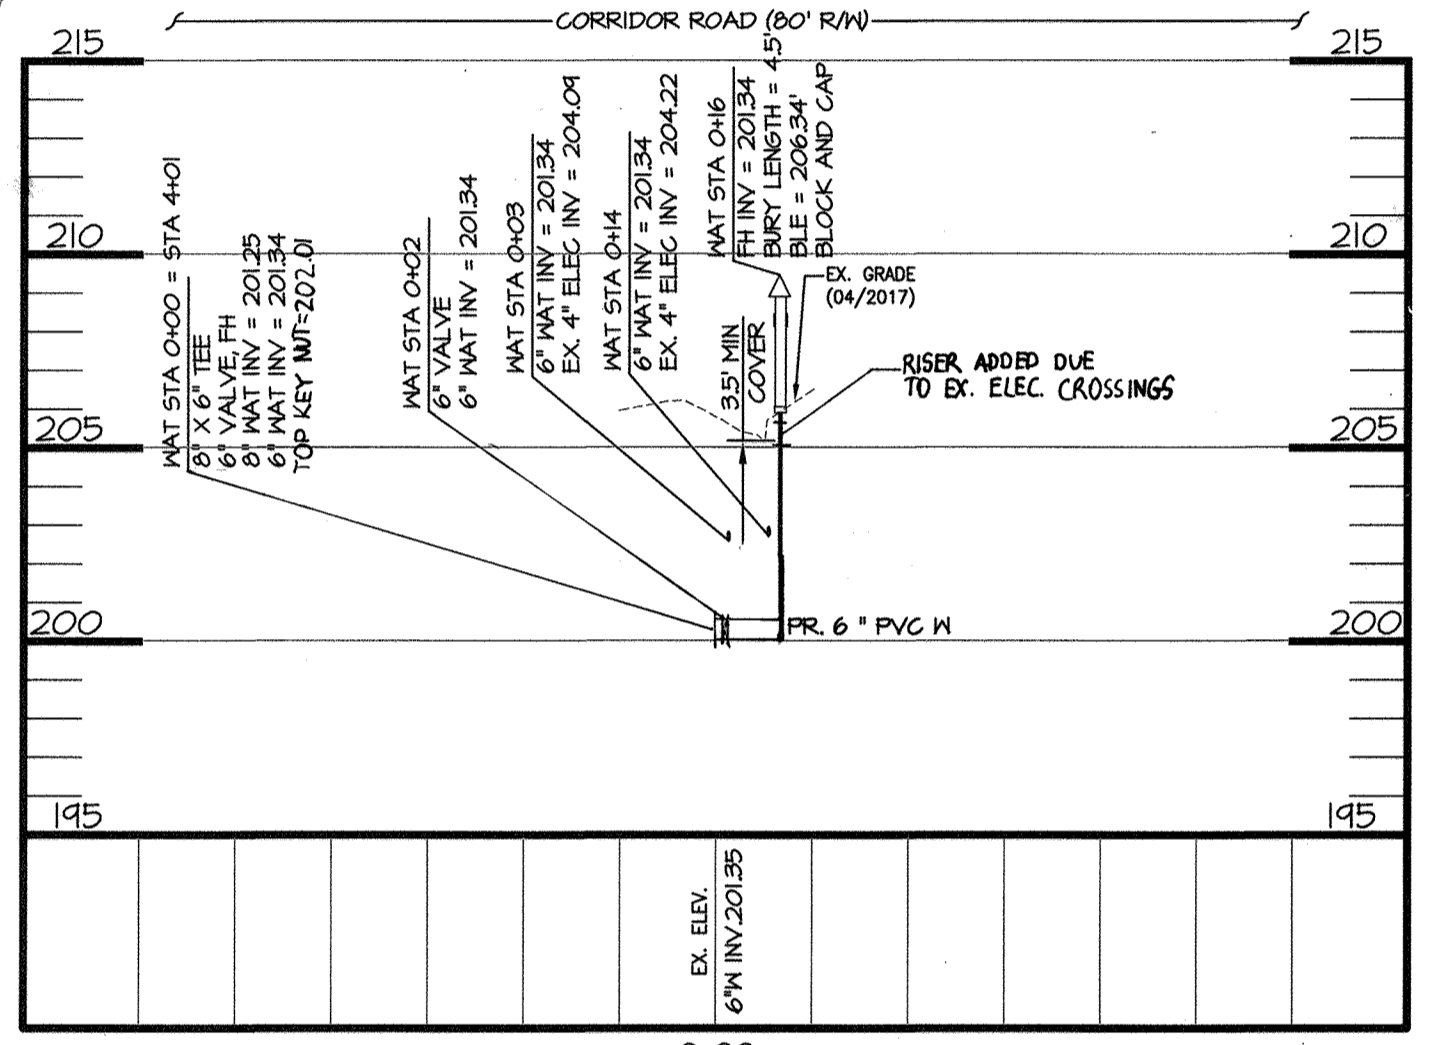 CORRIDOR ROAD (80' R/W)
215
215
210
210
205
205
200
200
195
195
WAT STA 0+00 = STA 4+01
8" X 6" TEE
6" VALVE, FH
8" WAT INV = 201.25
6" WAT INV = 201.34
TOP KEY NUT=202.01
WAT STA 0+02
6" VALVE
6" WAT INV = 201.34
WAT STA 0+03
6" WAT INV = 201.34
EX. 4" ELEC INV = 204.09
WAT STA 0+14
6" WAT INV = 201.34
EX. 4" ELEC INV = 204.22
WAT STA 0+16
FH INV = 201.34
BURY LENGTH = 4.5'
BLE = 206.34'
BLOCK AND CAP
3.5' MIN
COVER
EX. GRADE
(04/2017)
RISER ADDED DUE
TO EX. ELEC. CROSSINGS
PR. 6 " PVC W
EX. ELEV.
6"W INV.201.35